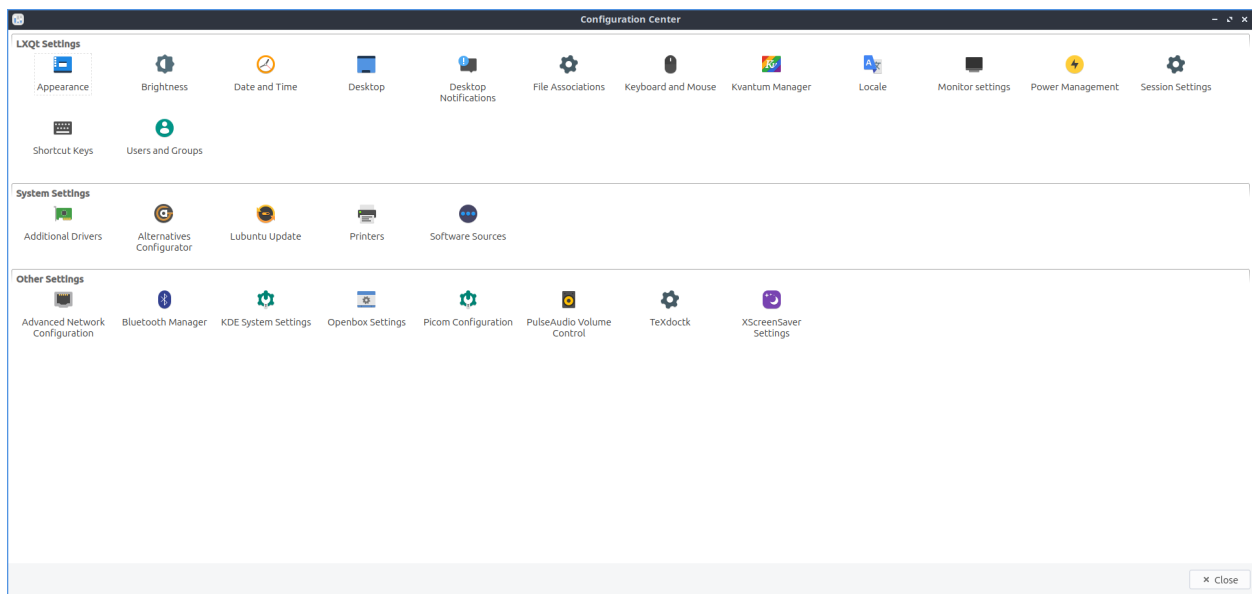 Configuration Center
LXQt Settings
Appearance
Brightness
Date and Time
Desktop
Desktop
Notifications
File Associations
Keyboard and Mouse
Kvantum Manager
Locale
Monitor settings
Power Management
Session Settings
Shortcut Keys
Users and Groups
System Settings
Additional Drivers
Alternatives
Configurator
Lubuntu Update
Printers
Software Sources
Other Settings
Advanced Network
Configuration
Bluetooth Manager
KDE System Settings
Openbox Settings
Picom Configuration
PulseAudio Volume
Control
TeXdoctk
XScreenSaver
Settings
Close